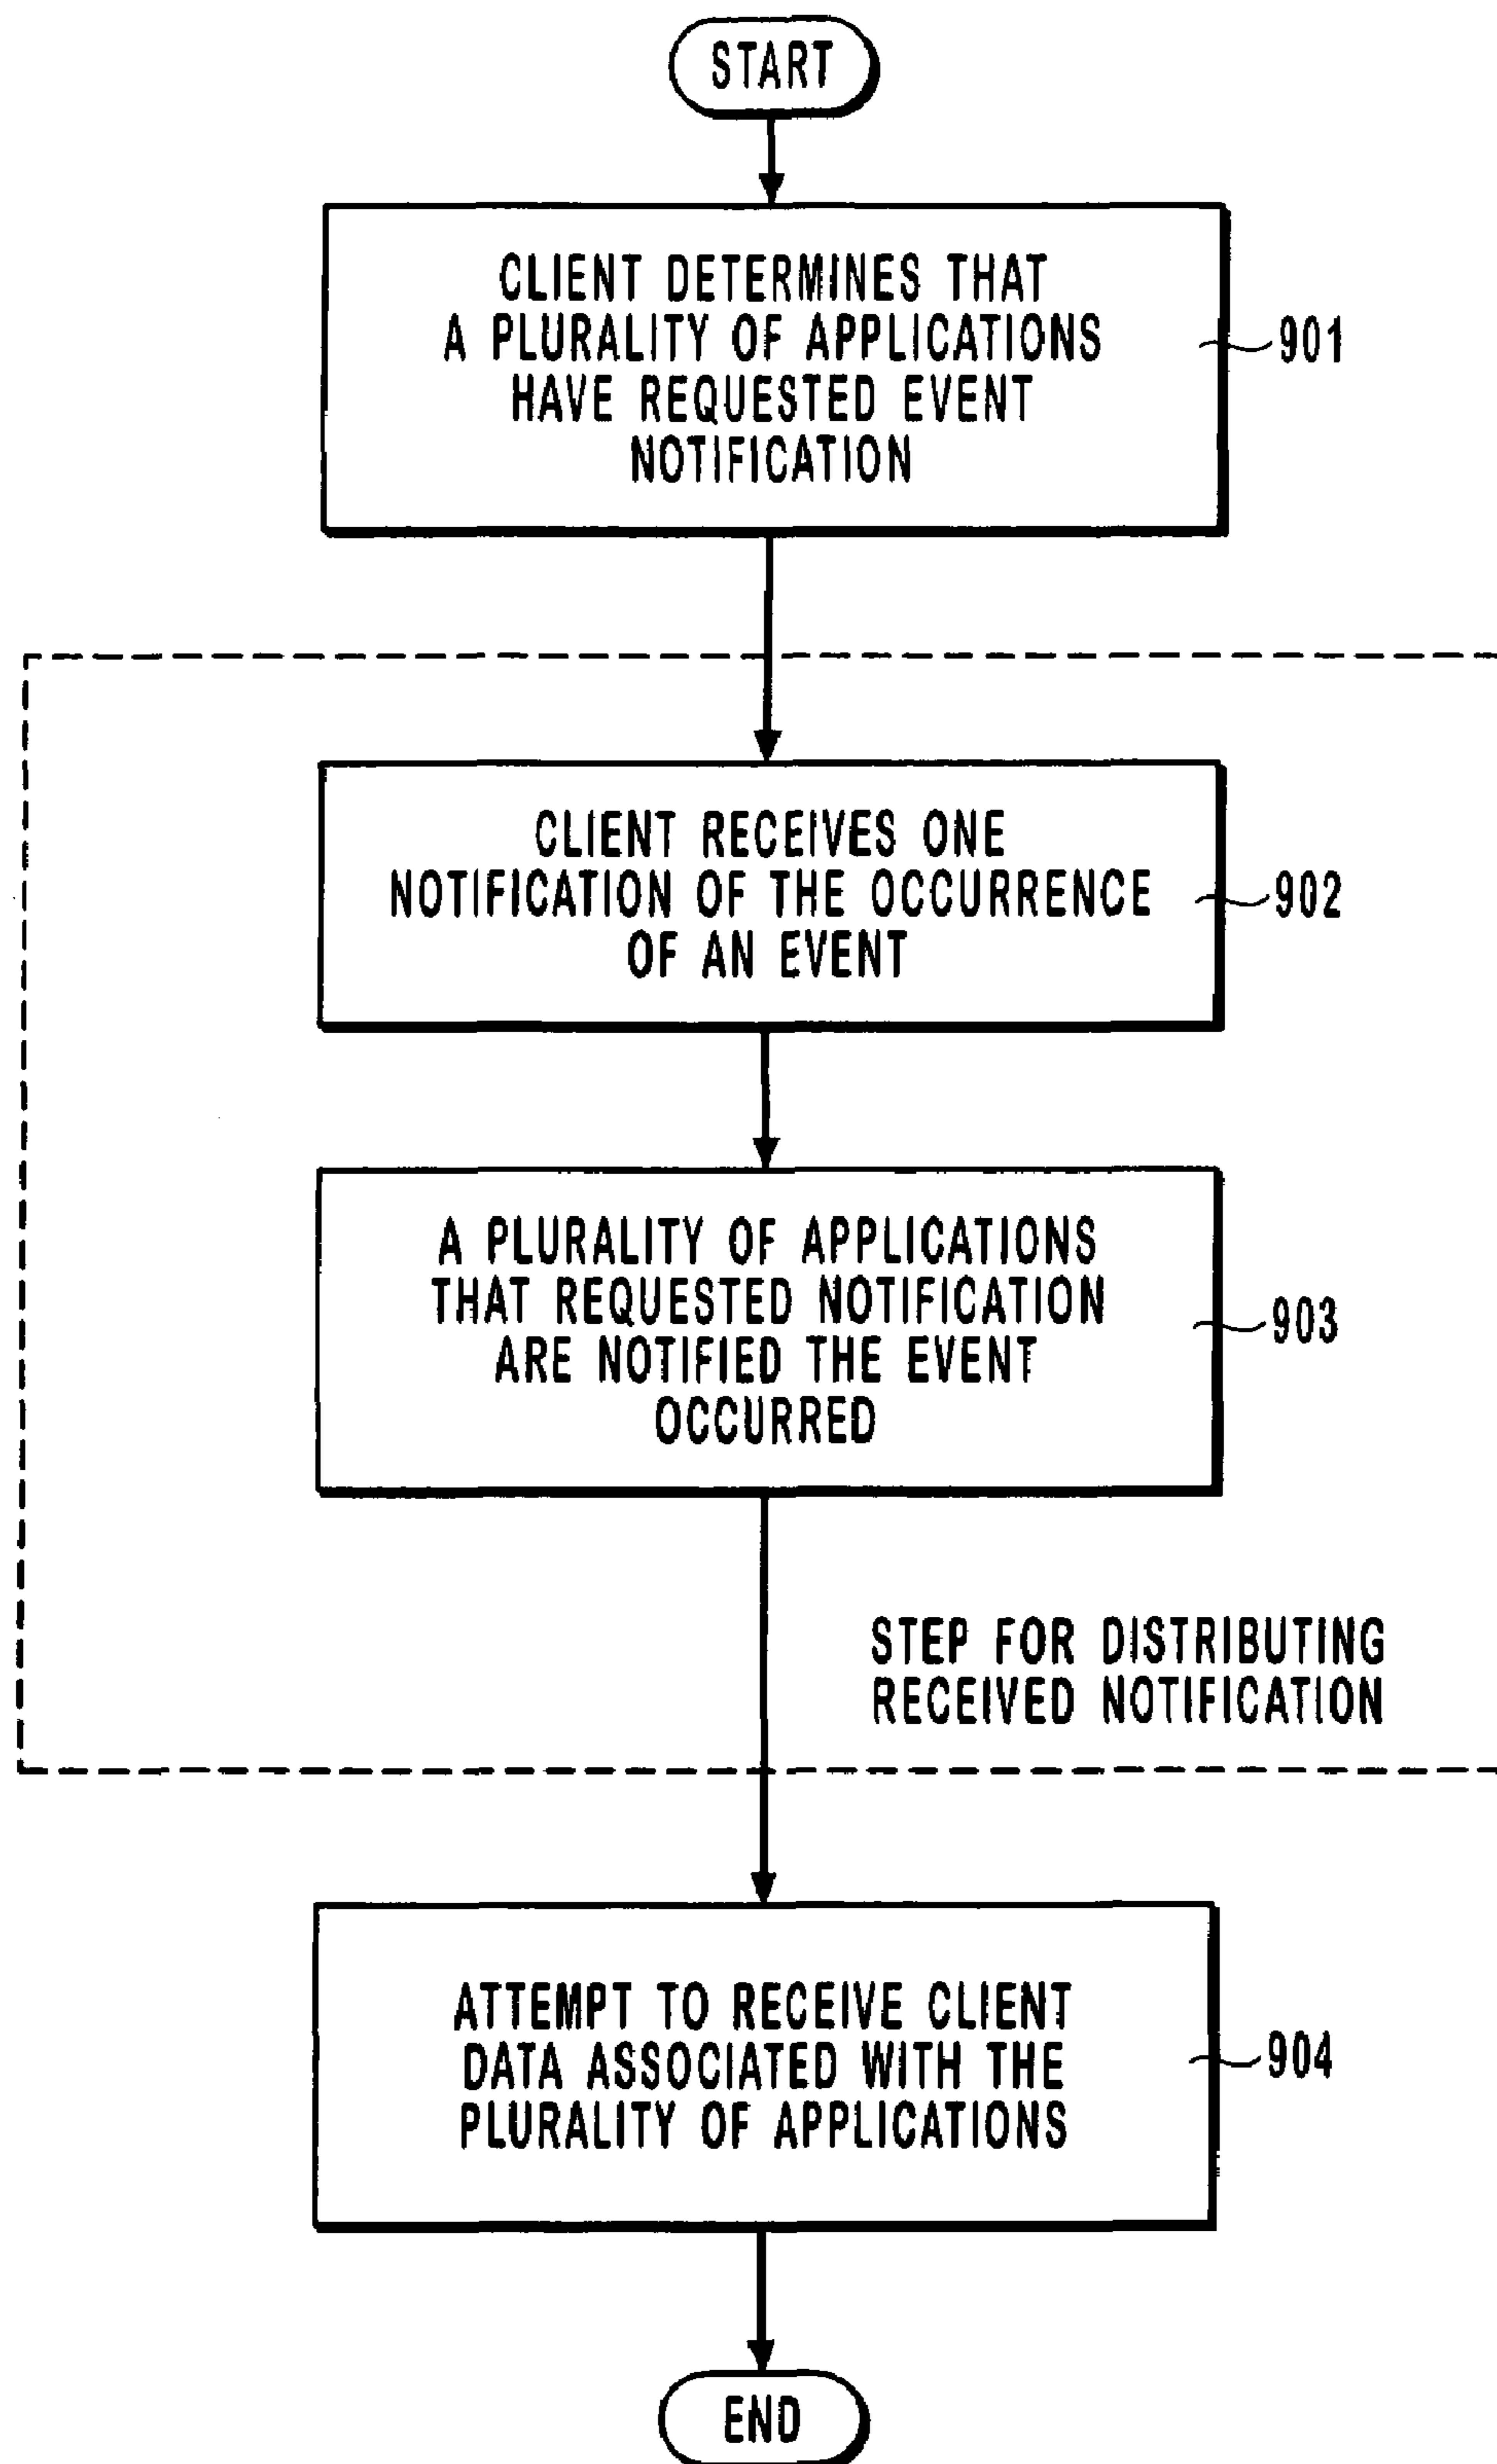 START
CLIENT DETERMINES THAT
A PLURALITY OF APPLICATIONS
HAVE REQUESTED EVENT
NOTIFICATION
901
CLIENT RECEIVES ONE
NOTIFICATION OF THE OCCURRENCE
OF AN EVENT
902
A PLURALITY OF APPLICATIONS
THAT REQUESTED NOTIFICATION
ARE NOTIFIED THE EVENT
OCCURRED
903
STEP FOR DISTRIBUTING
RECEIVED NOTIFICATION
ATTEMPT TO RECEIVE CLIENT
DATA ASSOCIATED WITH THE
PLURALITY OF APPLICATIONS
904
END